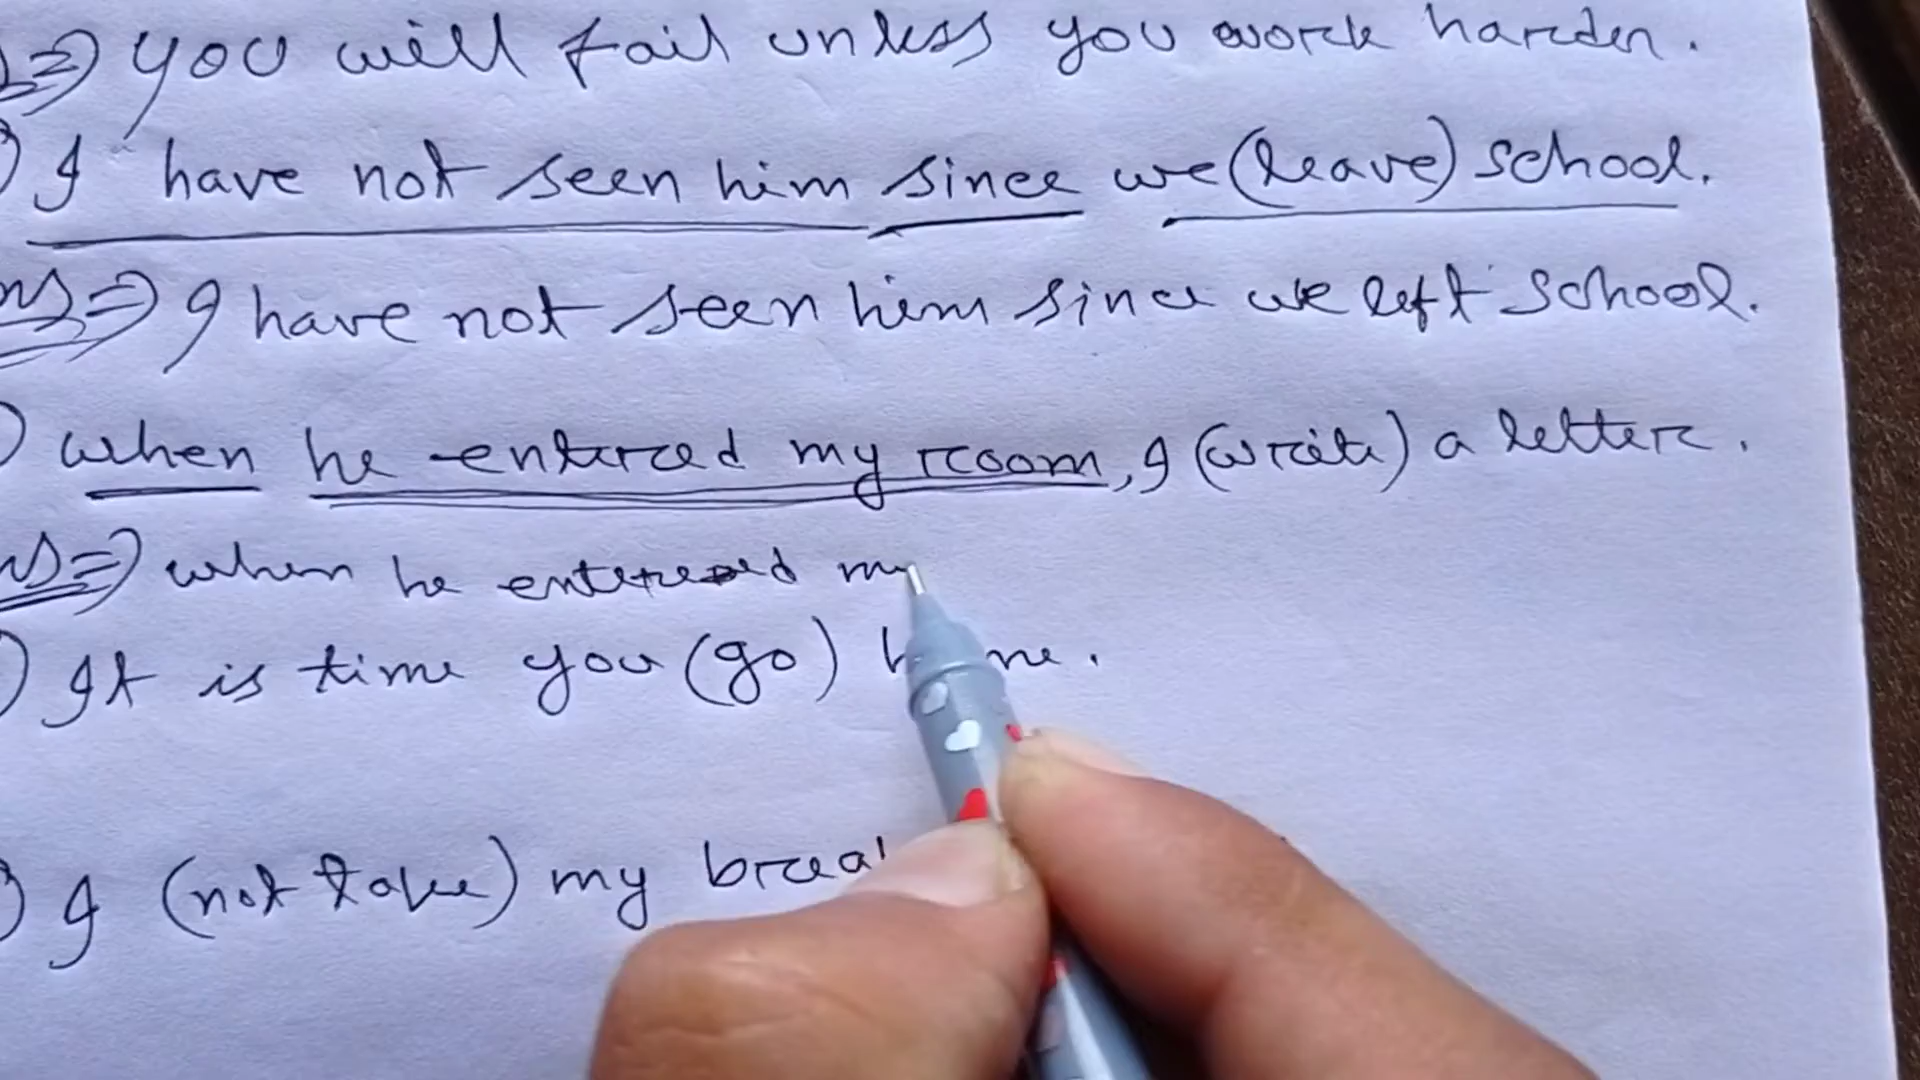 ⇒ you will fail unless you work harder.
) I have not seen him since we (leave) school.
ns ⇒ I have not seen him since we left school.
) when he entered my room, I (write) a letter.
ns ⇒ when he entered my
) It is time you (go)
) I (not take) my